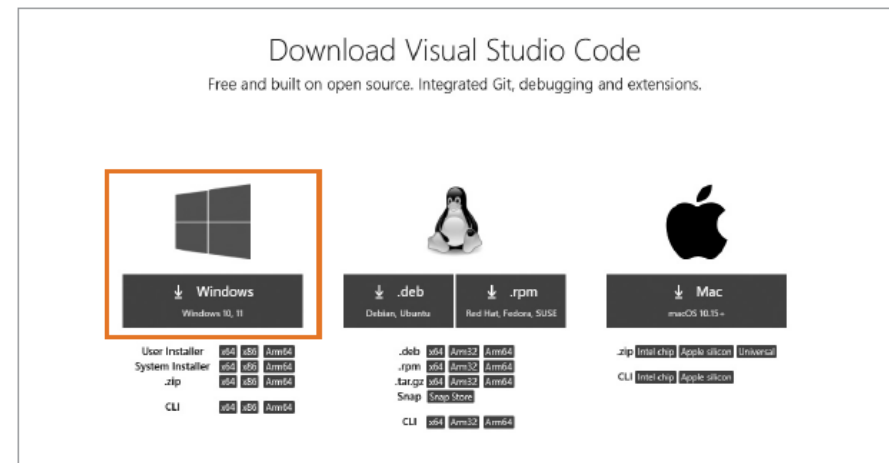 Download Visual Studio Code
Free and built on open source. Integrated Git, debugging and extensions.
Windows
Windows 10, 11
User Installer x64 x86 Arm64
System Installer x64 x86 Arm64
.zip x64 x86 Arm64
CLI x64 x86 Arm64
.deb
Debian, Ubuntu
.rpm
Red Hat, Fedora, SUSE
.deb x64 Arm32 Arm64
.rpm x64 Arm32 Arm64
.tar.gz x64 Arm32 Arm64
Snap Snap Store
CLI x64 Arm32 Arm64
Mac
macOS 10.15+
.zip Intel chip Apple silicon Universal
CLI Intel chip Apple silicon